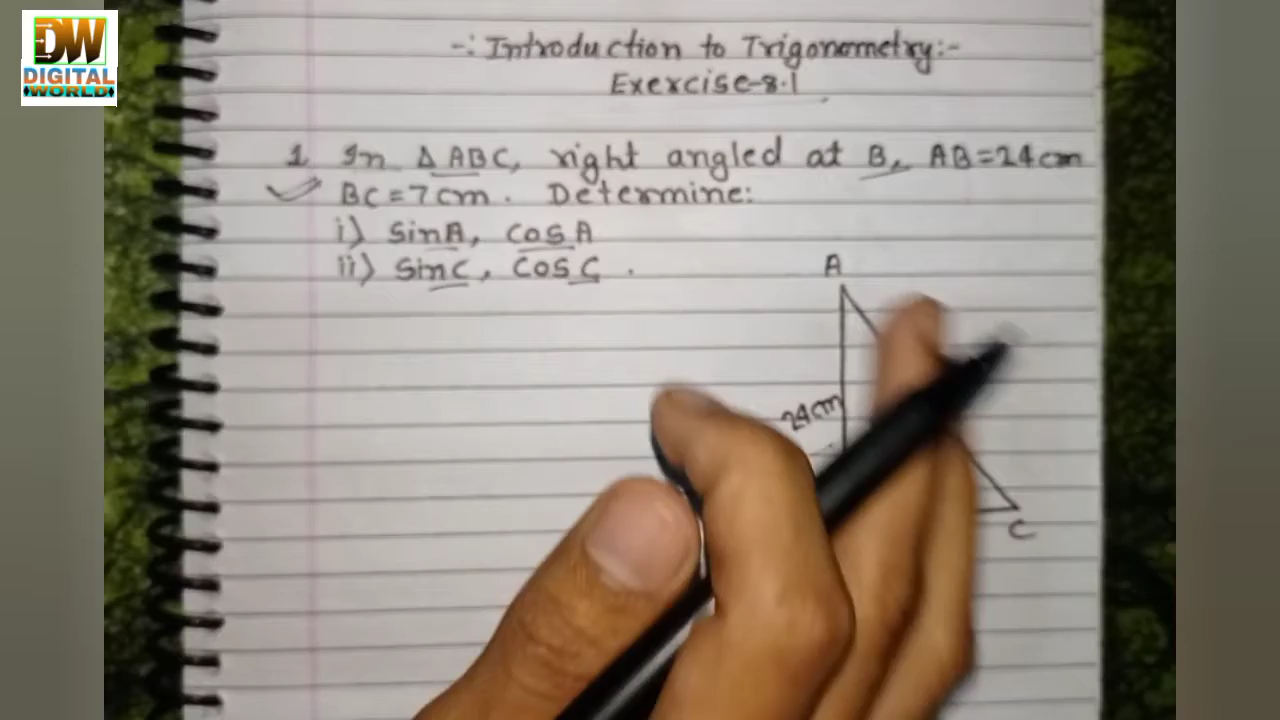 DW
DIGITAL
WORLD
-: Introduction to Trigonometry:-
Exercise-8.1
1 In Δ ABC, right angled at B, AB=24cm
BC=7cm. Determine:
i) SinA, COSA
ii) SinC, COSC.
A
24cm
C